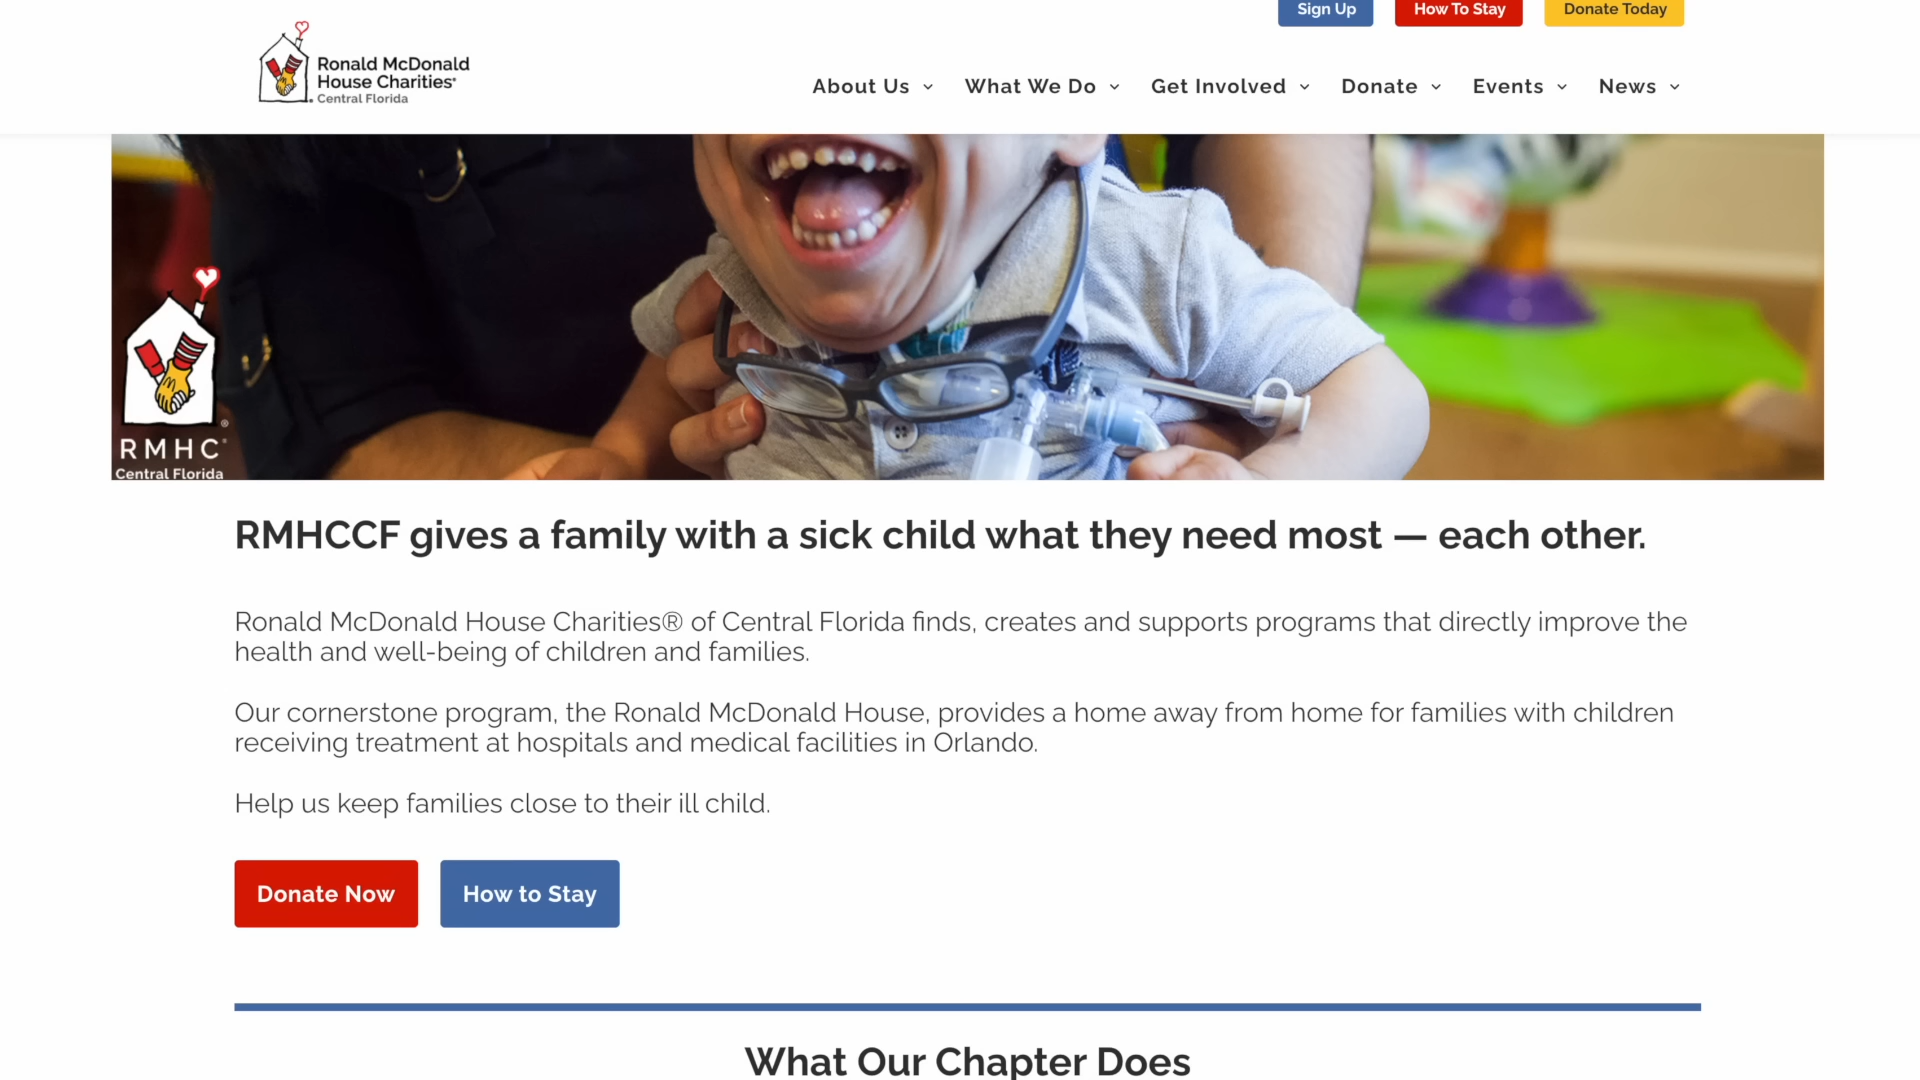 Sign Up
How To Stay
Donate Today
Ronald McDonald
House Charities®
Central Florida
About Us
What We Do
Get Involved
Donate
Events
News
RMHC®
Central Florida
RMHCCF gives a family with a sick child what they need most — each other.
Ronald McDonald House Charities® of Central Florida finds, creates and supports programs that directly improve the
health and well-being of children and families.
Our cornerstone program, the Ronald McDonald House, provides a home away from home for families with children
receiving treatment at hospitals and medical facilities in Orlando.
Help us keep families close to their ill child.
Donate Now
How to Stay
What Our Chapter Does